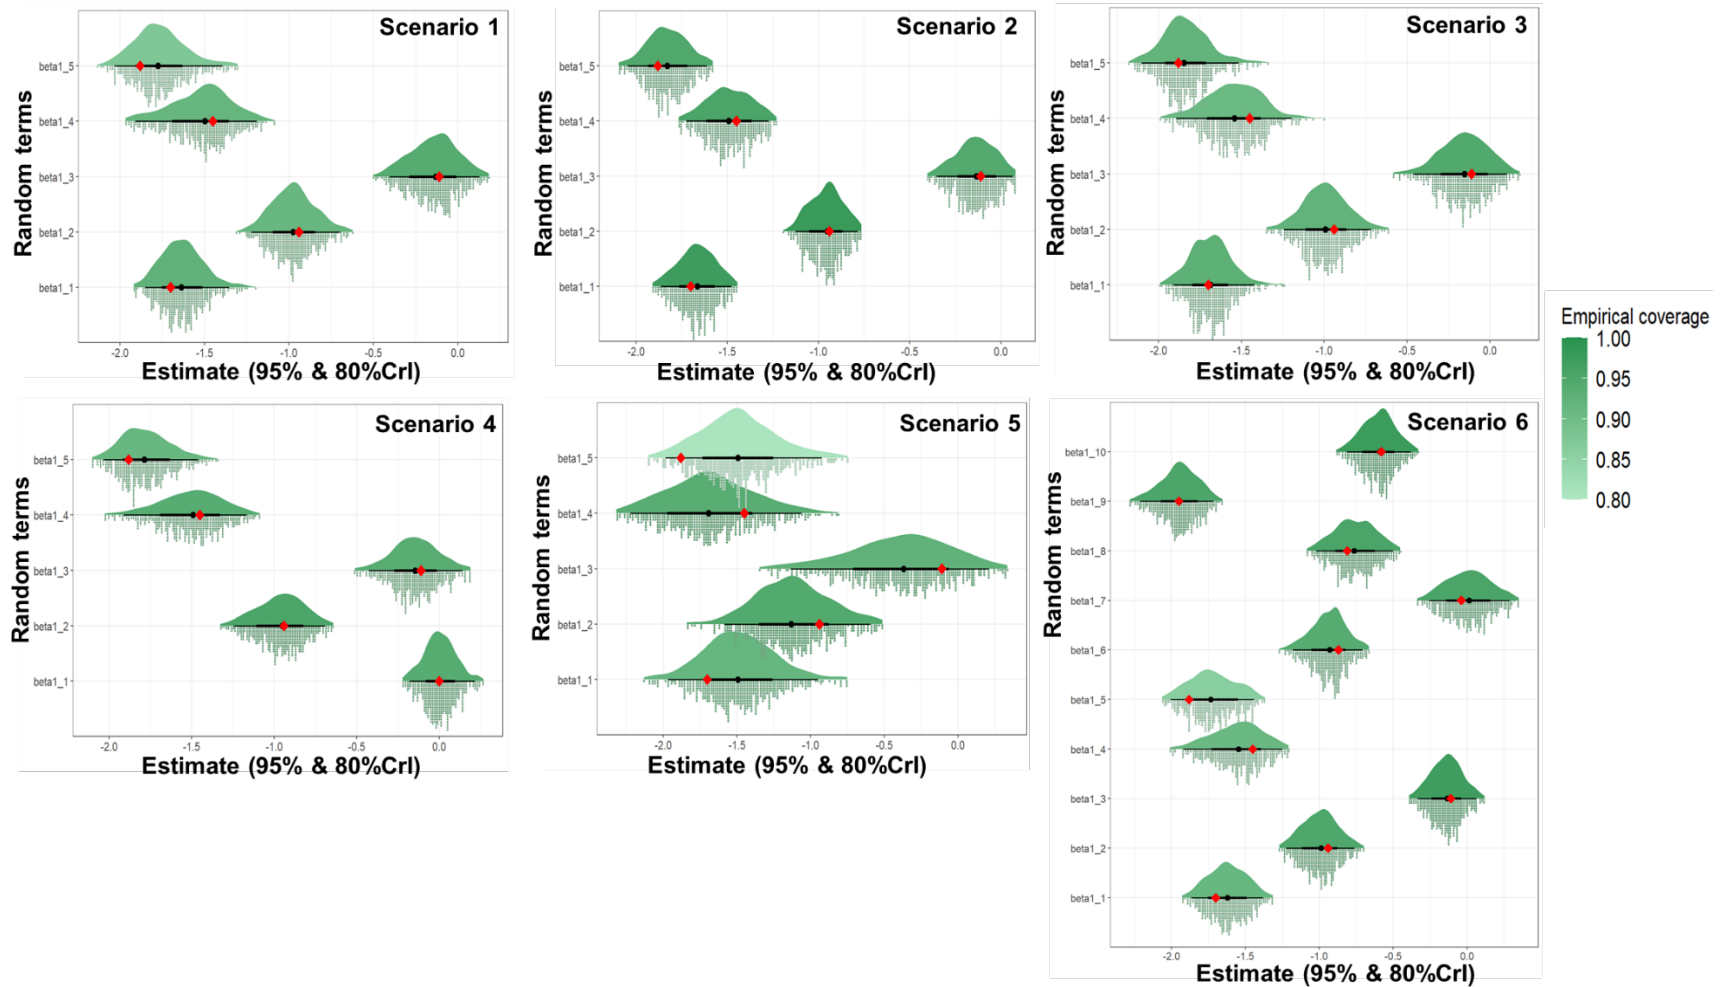 Scenario 1
Random terms
beta1_5
beta1_4
beta1_3
beta1_2
beta1_1
-2.0 -1.5 -1.0 -0.5 0.0
Estimate (95% & 80%CrI)
Scenario 2
Random terms
beta1_5
beta1_4
beta1_3
beta1_2
beta1_1
-2.0 -1.5 -1.0 -0.5 0.0
Estimate (95% & 80%CrI)
Scenario 3
Random terms
beta1_5
beta1_4
beta1_3
beta1_2
beta1_1
-2.0 -1.5 -1.0 -0.5 0.0
Estimate (95% & 80%CrI)
Empirical coverage
1.00
0.95
0.90
0.85
0.80
Scenario 4
Random terms
beta1_5
beta1_4
beta1_3
beta1_2
beta1_1
-2.0 -1.5 -1.0 -0.5 0.0
Estimate (95% & 80%CrI)
Scenario 5
Random terms
beta1_5
beta1_4
beta1_3
beta1_2
beta1_1
-2.0 -1.5 -1.0 -0.5 0.0
Estimate (95% & 80%CrI)
Scenario 6
Random terms
beta1_10
beta1_9
beta1_8
beta1_7
beta1_6
beta1_5
beta1_4
beta1_3
beta1_2
beta1_1
-2.0 -1.5 -1.0 -0.5 0.0
Estimate (95% & 80%CrI)